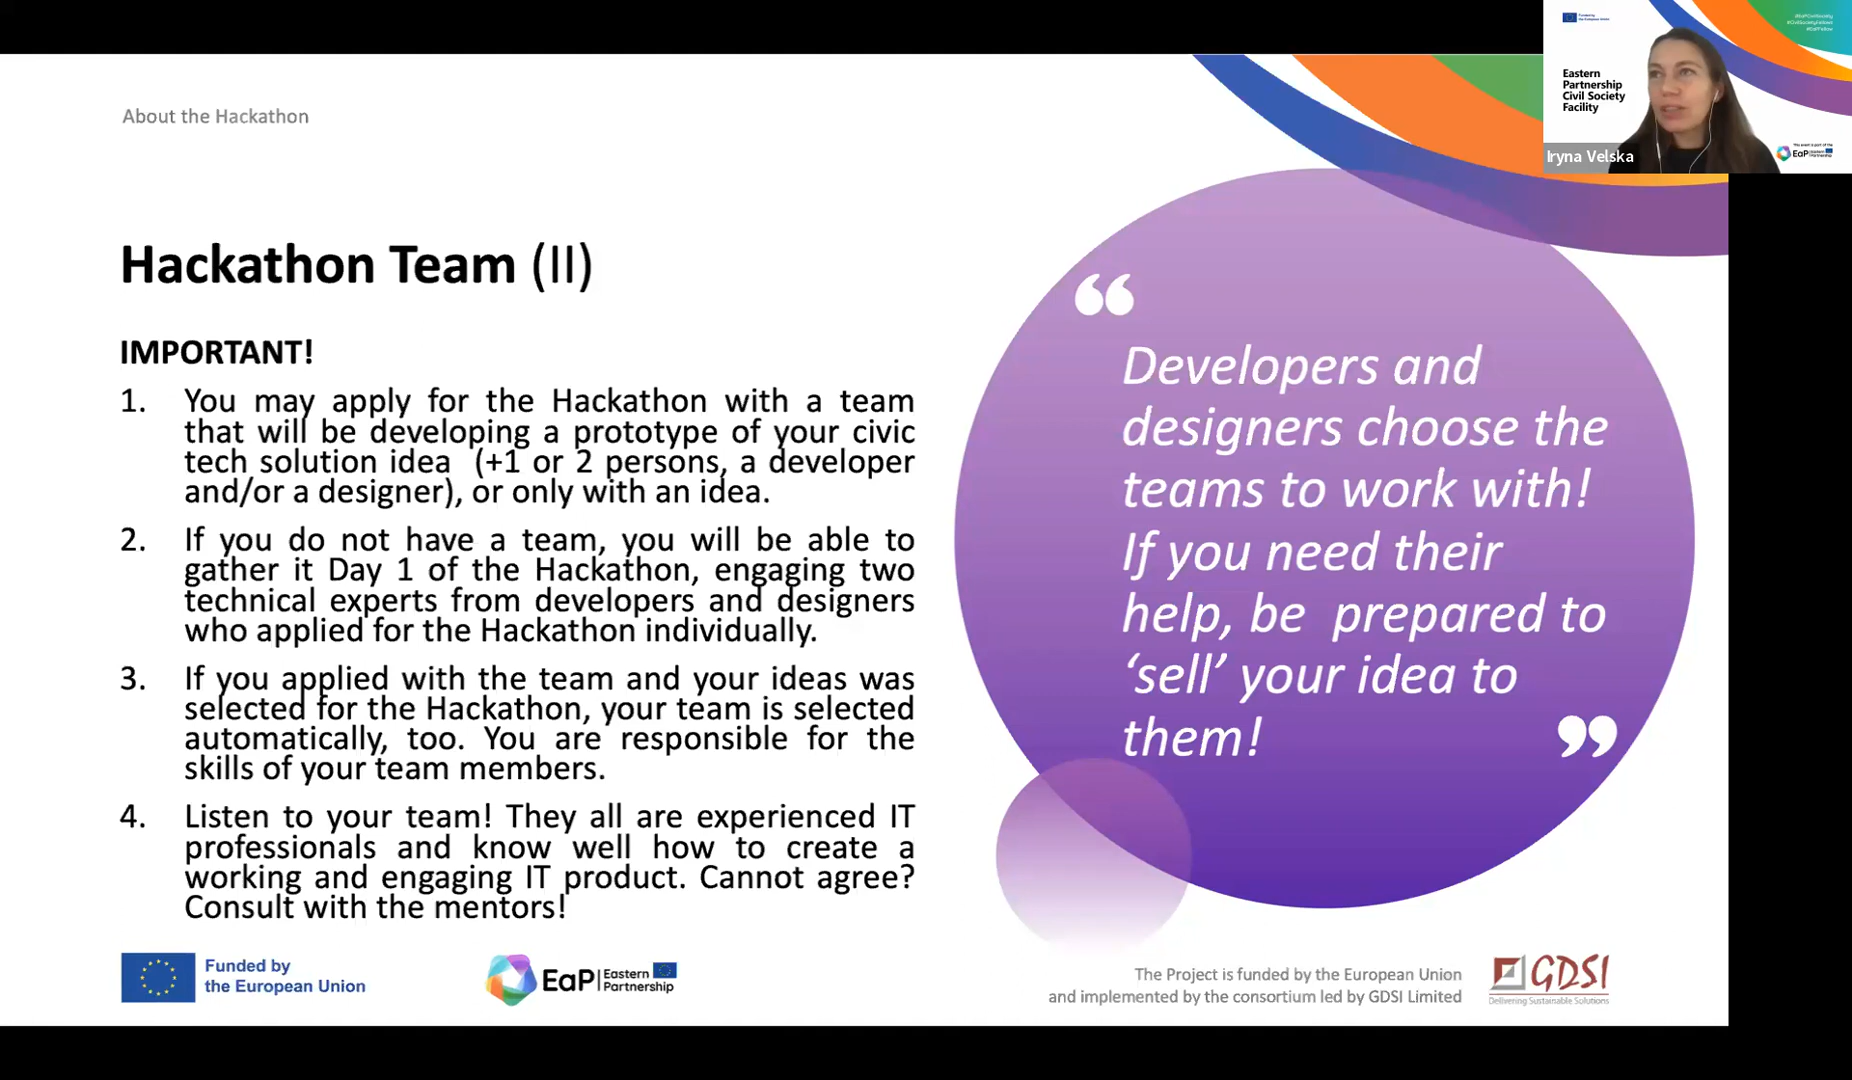 About the Hackathon
Hackathon Team (II)
IMPORTANT!
1. You may apply for the Hackathon with a team
that will be developing a prototype of your civic
tech solution idea (+1 or 2 persons, a developer
and/or a designer), or only with an idea.
2. If you do not have a team, you will be able to
gather it Day 1 of the Hackathon, engaging two
technical experts from developers and designers
who applied for the Hackathon individually.
3. If you applied with the team and your ideas was
selected for the Hackathon, your team is selected
automatically, too. You are responsible for the
skills of your team members.
4. Listen to your team! They all are experienced IT
professionals and know well how to create a
working and engaging IT product. Cannot agree?
Consult with the mentors!
“
Developers and
designers choose the
teams to work with!
If you need their
help, be prepared to
‘sell’ your idea to
them!
”
Funded by
the European Union
EaP | Eastern
Partnership
The Project is funded by the European Union
and implemented by the consortium led by GDSI Limited
GDSI
Delivering Sustainable Solutions
Funded by
the European Union
Eastern
Partnership
Civil Society
Facility
Iryna Velska
EaP